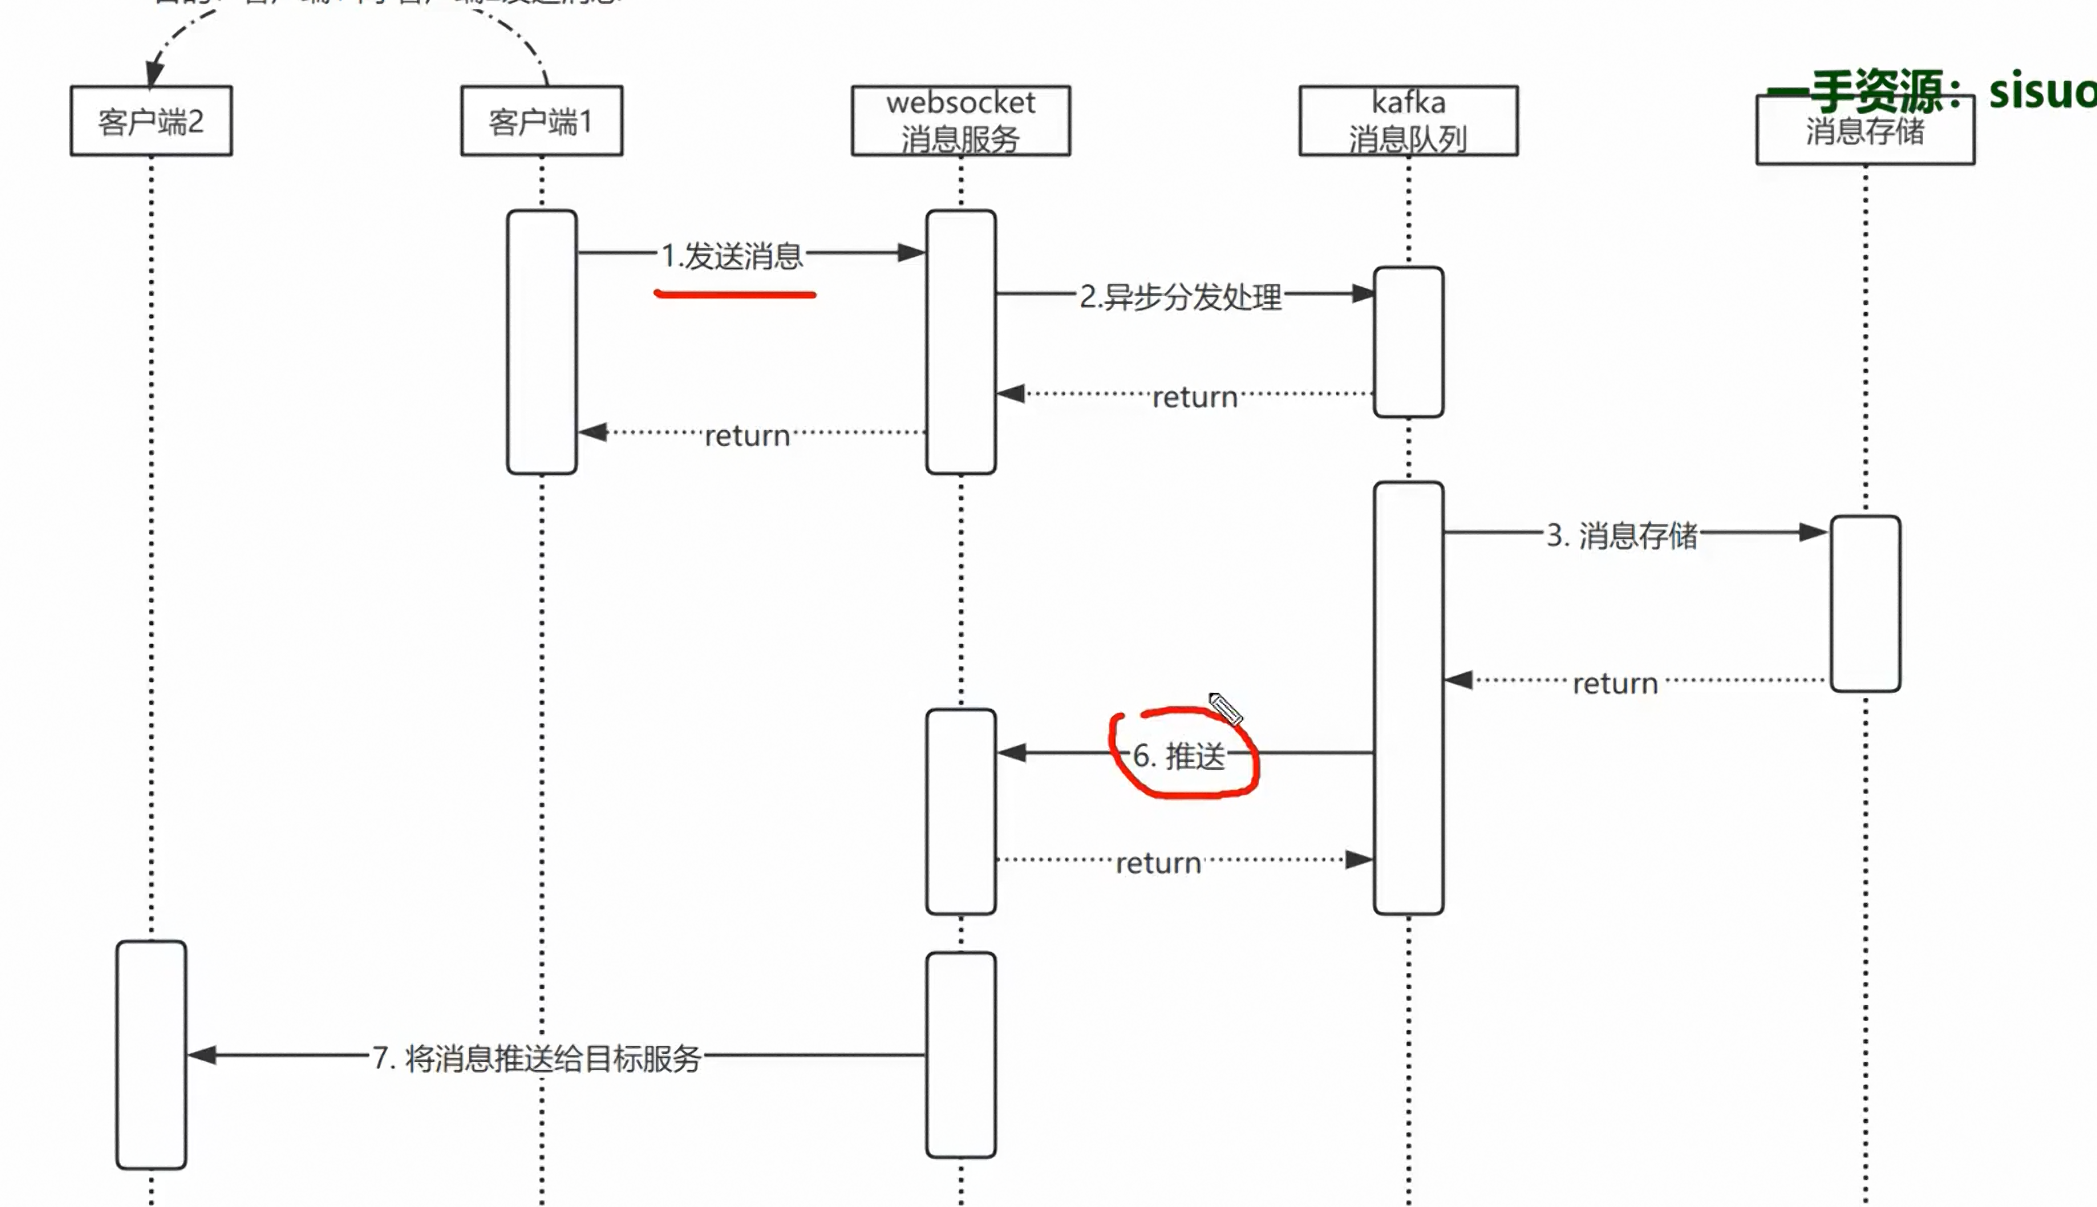 客户端2
客户端1
websocket
消息服务
kafka
消息队列
一手资源：sisuo
消息存储
1.发送消息
2.异步分发处理
return
return
3. 消息存储
return
6. 推送
return
7. 将消息推送给目标服务